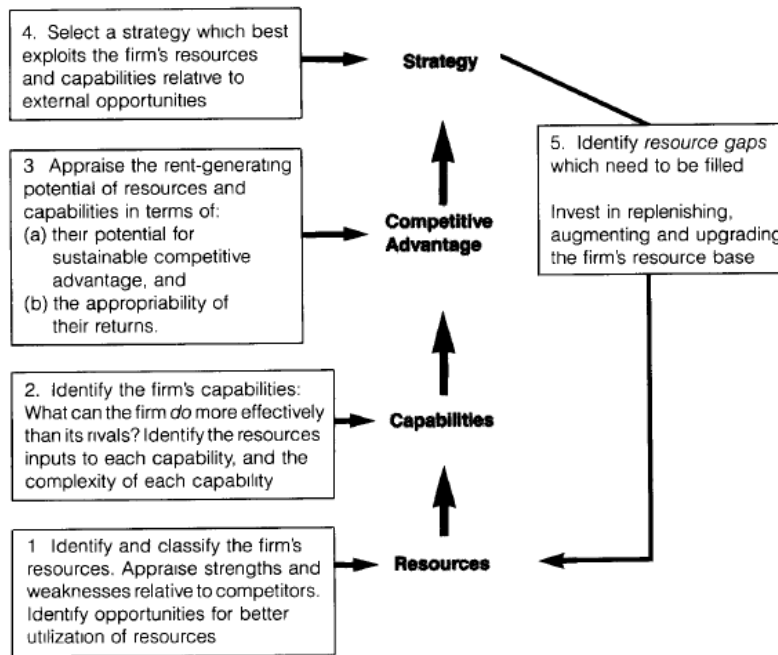 4. Select a strategy which best
exploits the firm's resources
and capabilities relative to
external opportunities
Strategy
5. Identify resource gaps
which need to be filled
Invest in replenishing,
augmenting and upgrading
the firm's resource base
3 Appraise the rent-generating
potential of resources and
capabilities in terms of:
(a) their potential for
sustainable competitive
advantage, and
(b) the appropriability of
their returns.
Competitive
Advantage
2. Identify the firm's capabilities:
What can the firm do more effectively
than its rivals? Identify the resources
inputs to each capability, and the
complexity of each capability
Capabilities
1 Identify and classify the firm's
resources. Appraise strengths and
weaknesses relative to competitors.
Identify opportunities for better
utilization of resources
Resources